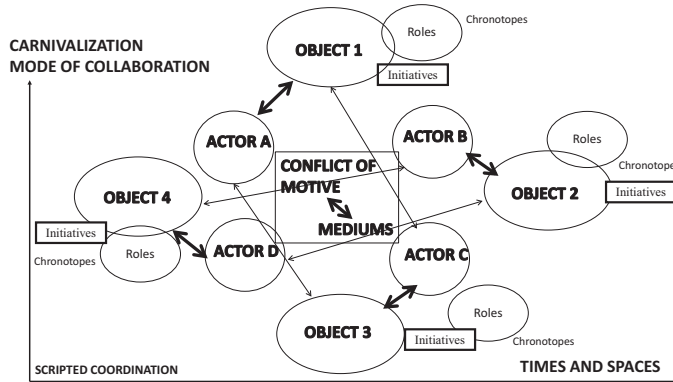 CARNIVALIZATION
MODE OF COLLABORATION
OBJECT 1
Roles
Chronotopes
Initiatives
ACTOR A
ACTOR B
Roles
Chronotopes
OBJECT 2
Initiatives
CONFLICT OF
MOTIVE
MEDIUMS
OBJECT 4
Initiatives
Roles
Chronotopes
ACTOR D
ACTOR C
OBJECT 3
Roles
Initiatives
Chronotopes
SCRIPTED COORDINATION
TIMES AND SPACES